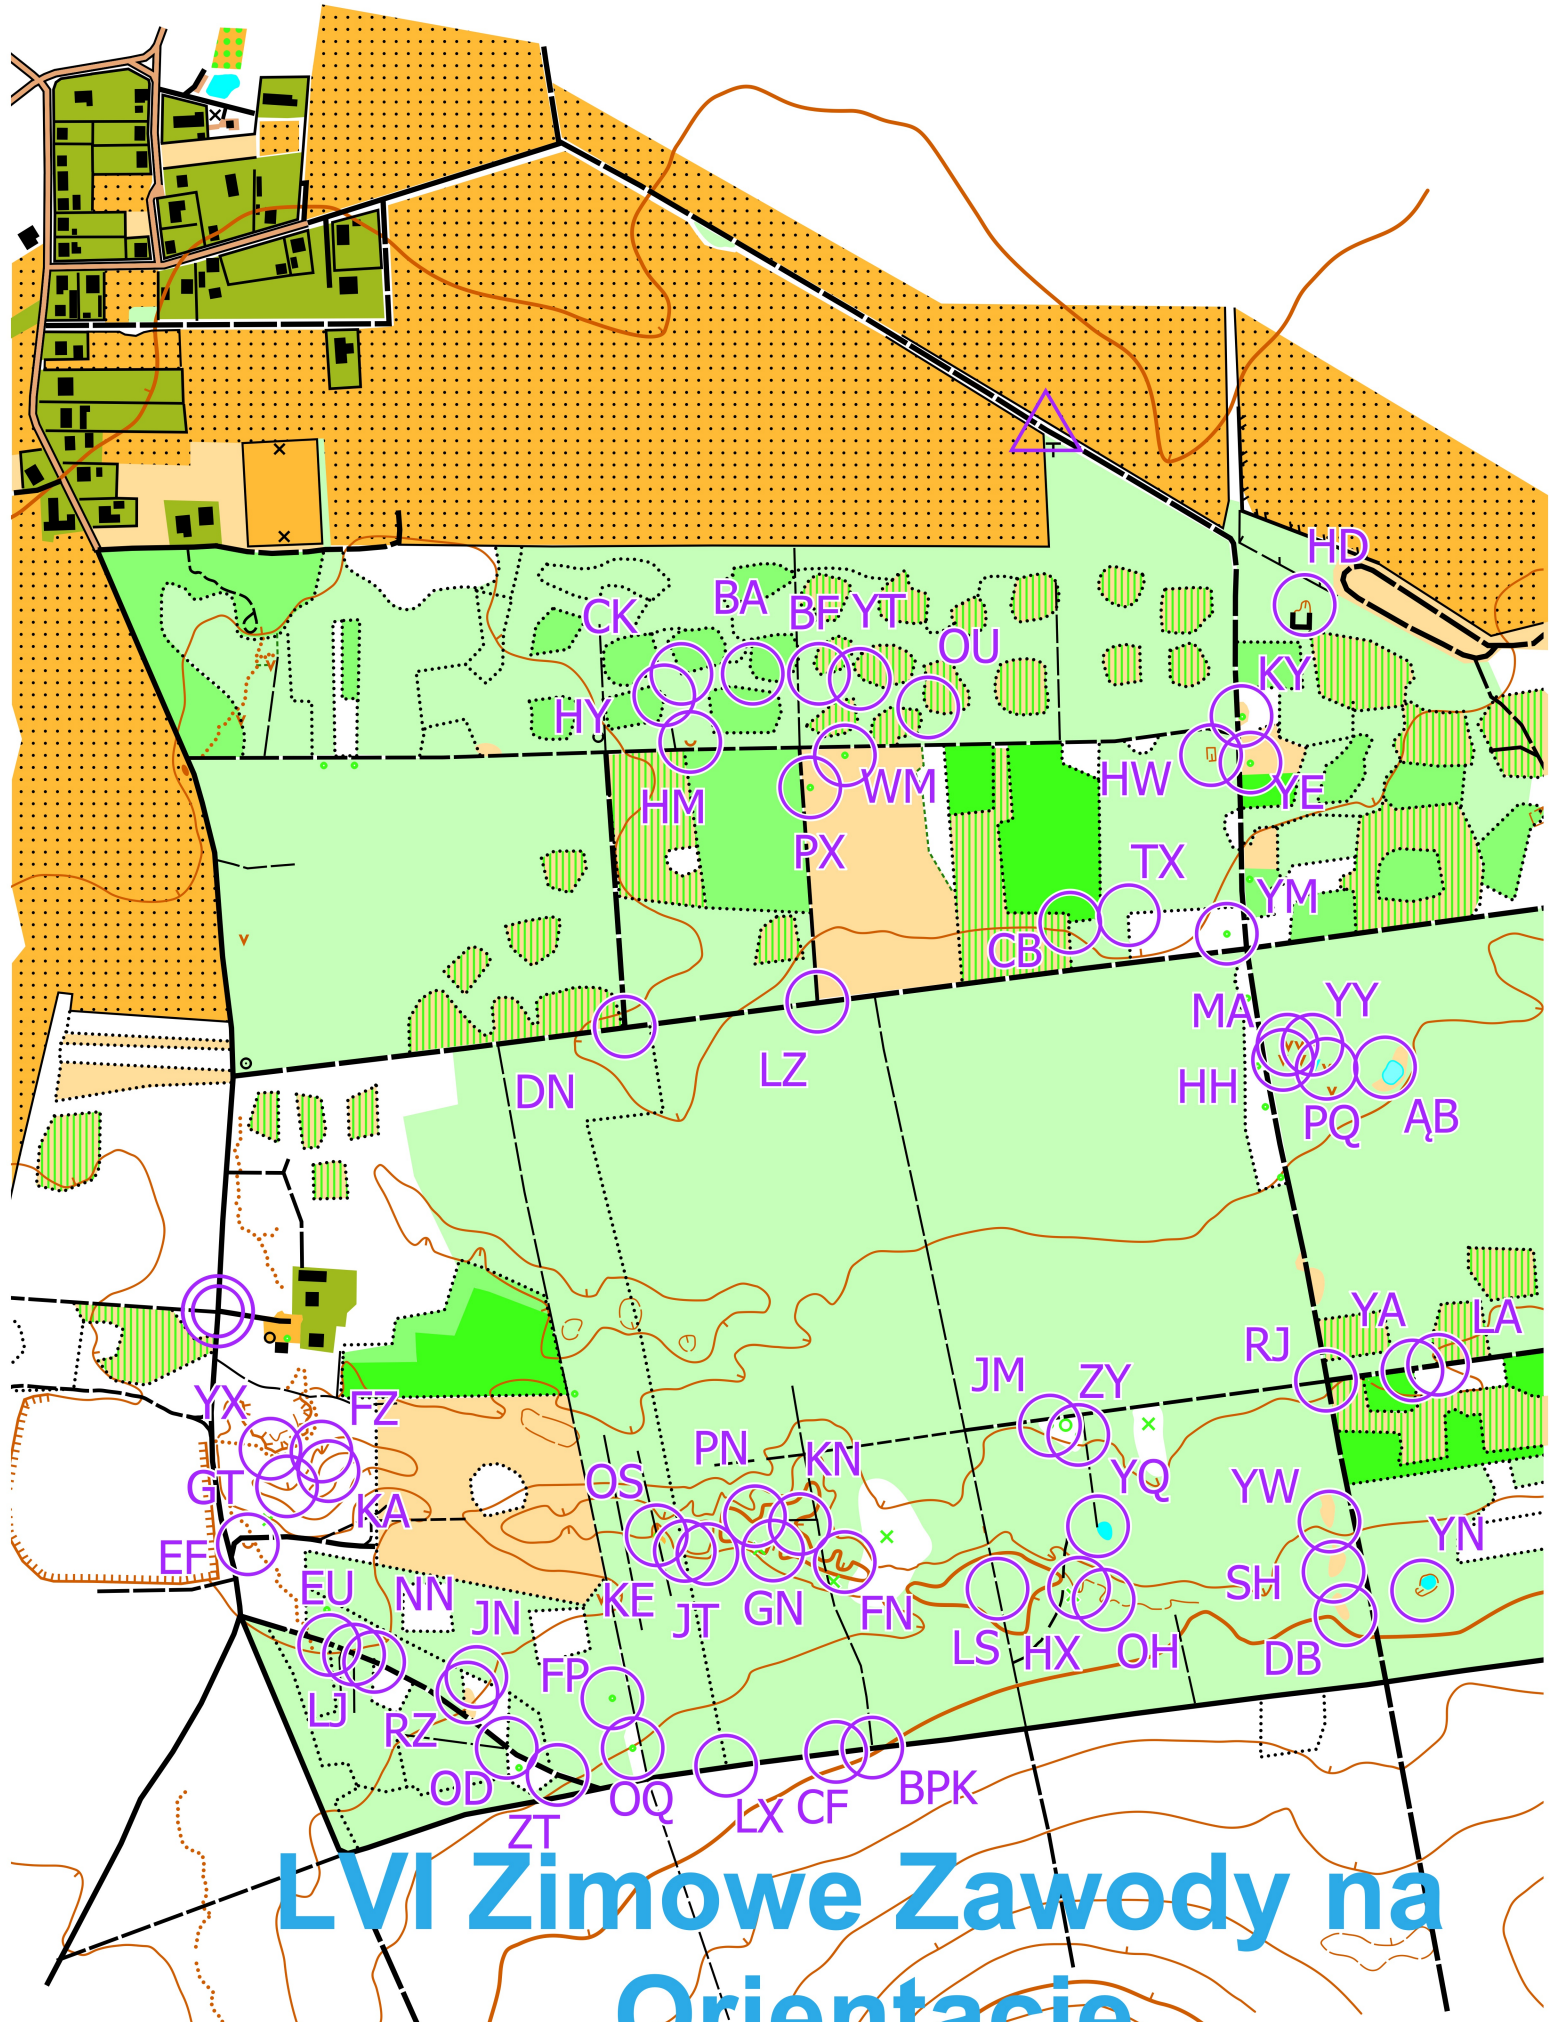 HD
BA
CK
BF
YT
OU
KY
HY
HW
WM
YE
HM
PX
TX
YM
CB
YY
MA
LZ
HH
DN
PQ
ĄB
YA
LA
RJ
JM
ZY
YX
FZ
PN
KN
OS
YQ
GT
YW
KA
YN
EF
EU
NN
SH
KE
GN
JN
JT
FN
LS
HX
OH
DB
FP
LJ
RZ
OD
BPK
OQ
CF
LX
ZT
LVI Zimowe Zawody na
Orientację